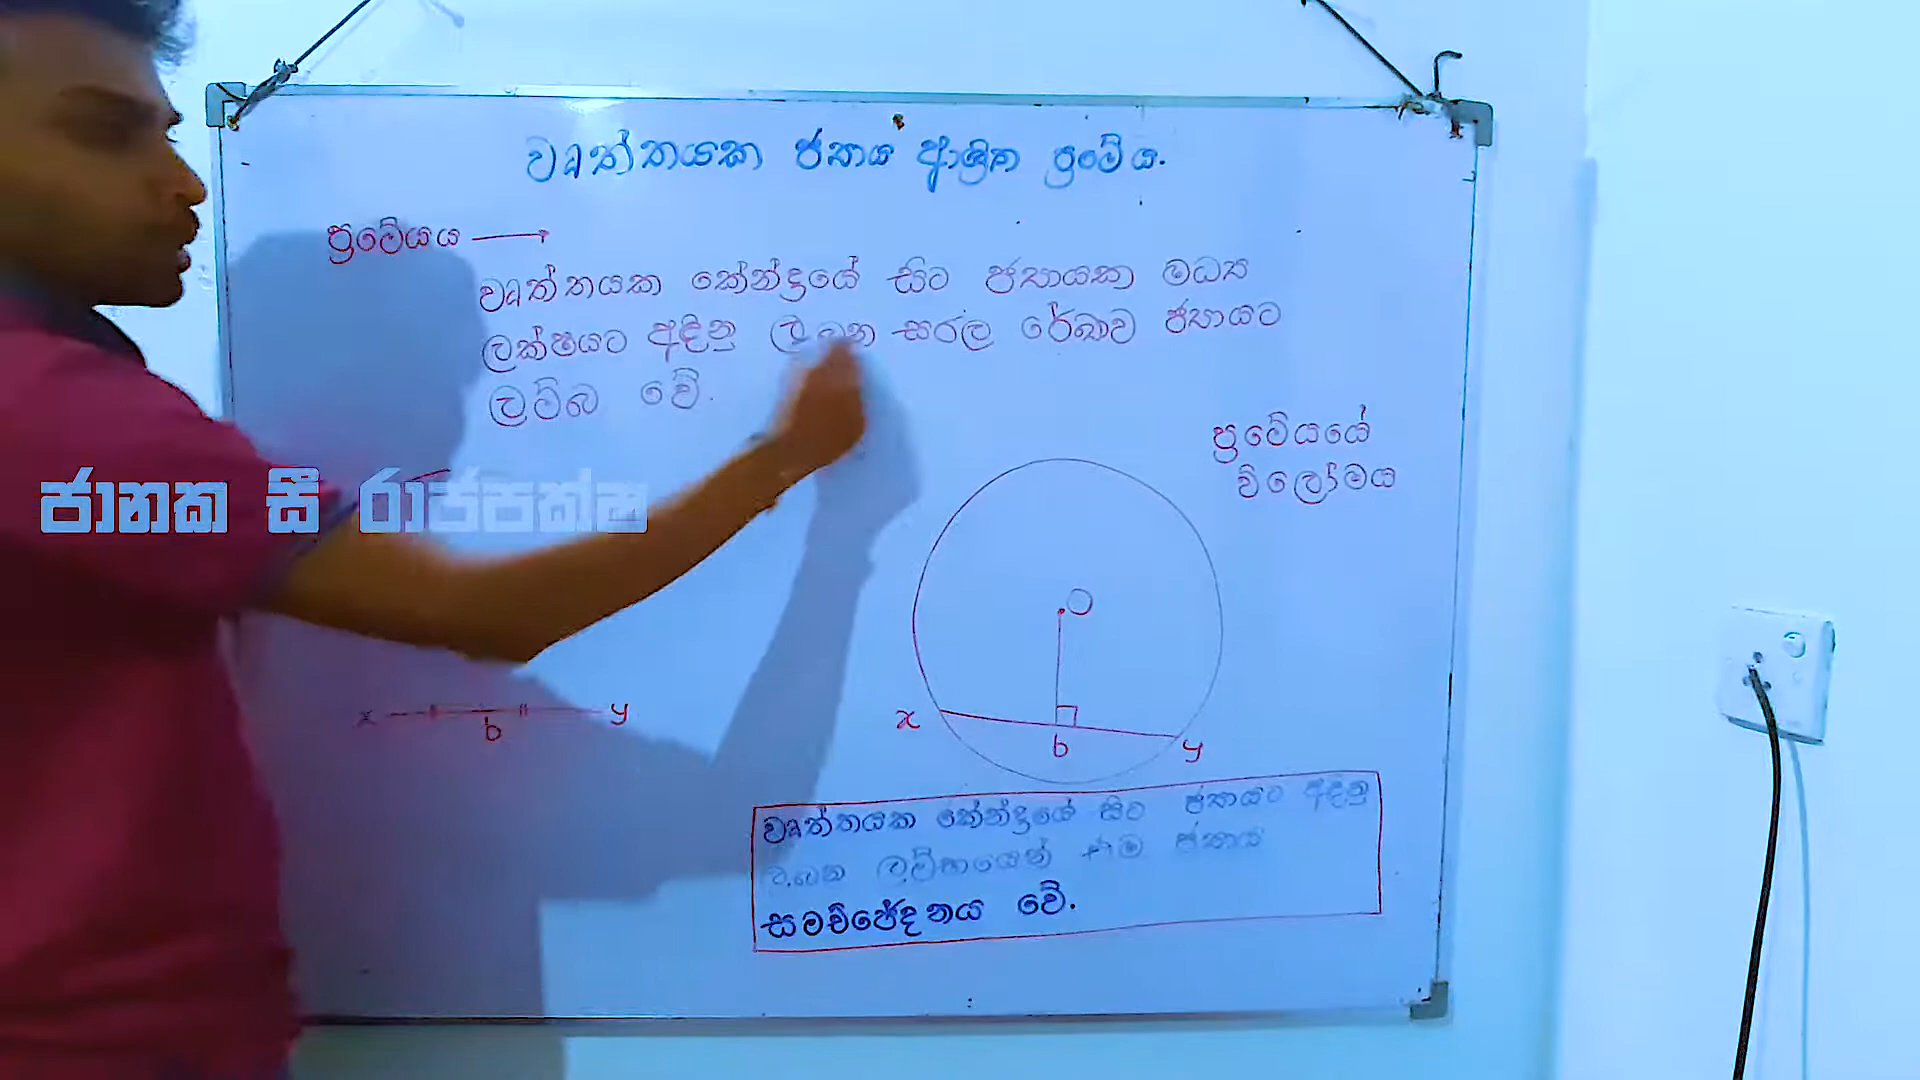 වෘත්තයක ජ්‍යාය ආශ්‍රිත ප්‍රමේය.
ප්‍රමේයය
වෘත්තයක කේන්ද්‍රයේ සිට ජ්‍යායක මධ්‍ය
ලක්ෂයට අඳිනු ලබන සරල රේඛාව ජ්‍යායට
ලම්බ වේ.
ප්‍රමේයයේ
විලෝමය
ජානක සී රාජපක්ෂ
O
x b y
x b y
වෘත්තයක කේන්ද්‍රයේ සිට ජ්‍යායට අඳිනු
ලබන ලම්භයෙන් එම ජ්‍යාය
සමච්ඡේදනය වේ.